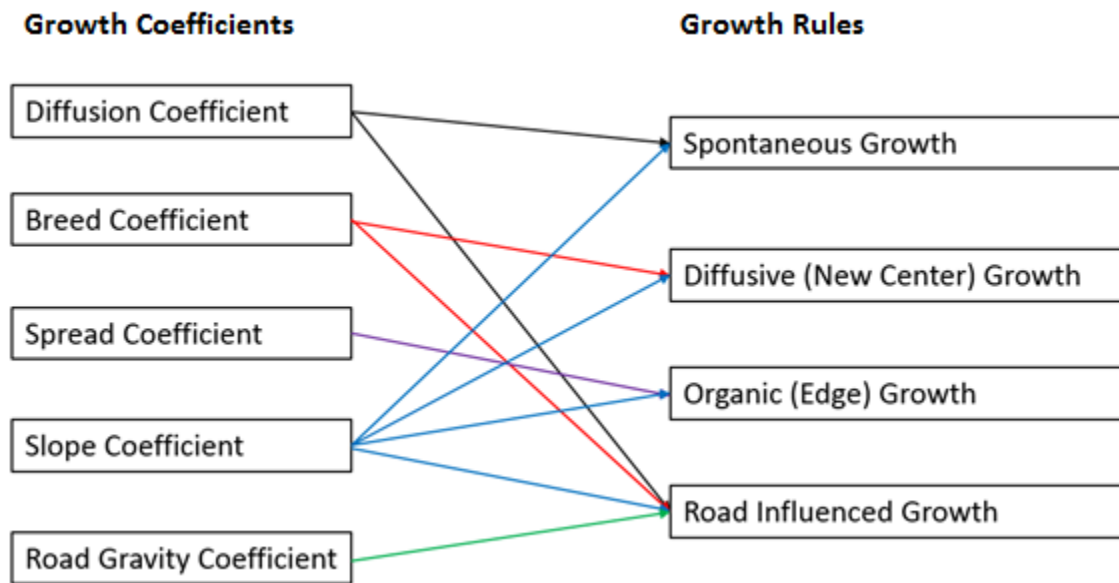 Growth Coefficients
Growth Rules
Diffusion Coefficient
Breed Coefficient
Spread Coefficient
Slope Coefficient
Road Gravity Coefficient
Spontaneous Growth
Diffusive (New Center) Growth
Organic (Edge) Growth
Road Influenced Growth